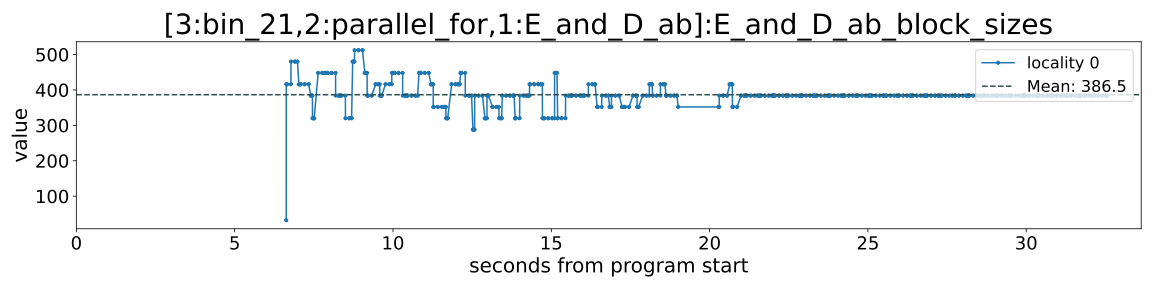 [3:bin_21,2:parallel_for,1:E_and_D_ab]:E_and_D_ab_block_sizes
500
400
300
200
100
value
locality 0
Mean: 386.5
0 5 10 15 20 25 30
seconds from program start